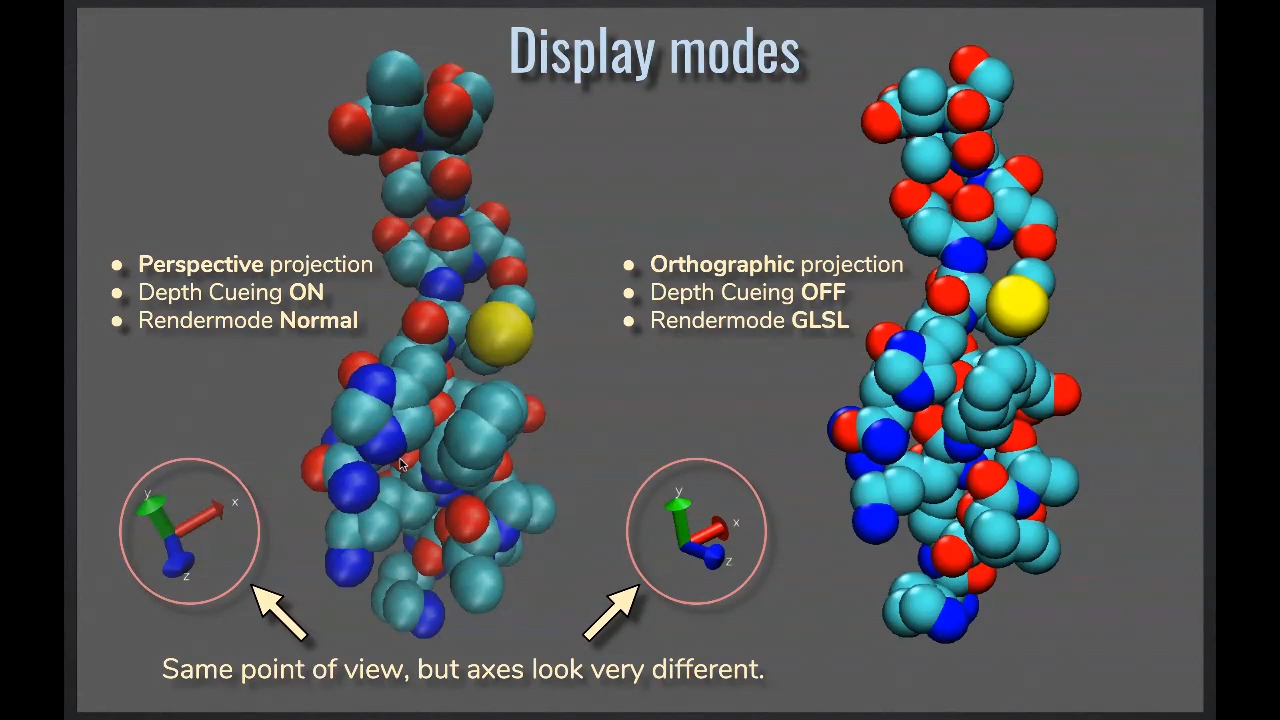 Display modes
● Perspective projection
● Depth Cueing ON
● Rendermode Normal
● Orthographic projection
● Depth Cueing OFF
● Rendermode GLSL
y
x
z
y
x
z
Same point of view, but axes look very different.